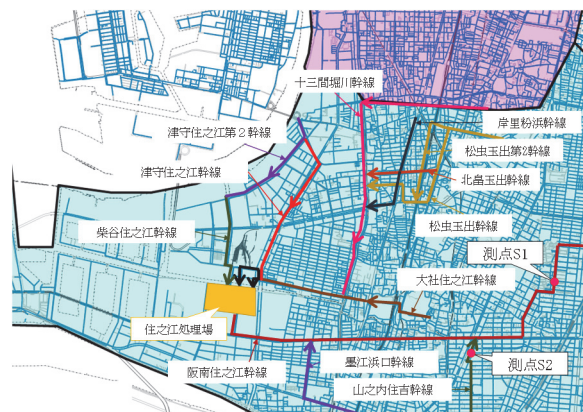 十三間堀川幹線
岸里粉浜幹線
津守住之江第２幹線
松虫玉出第2幹線
津守住之江幹線
北畠玉出幹線
柴谷住之江幹線
松虫玉出幹線
測点S1
大社住之江幹線
住之江処理場
墨江浜口幹線
測点S2
阪南住之江幹線
山之内住吉幹線